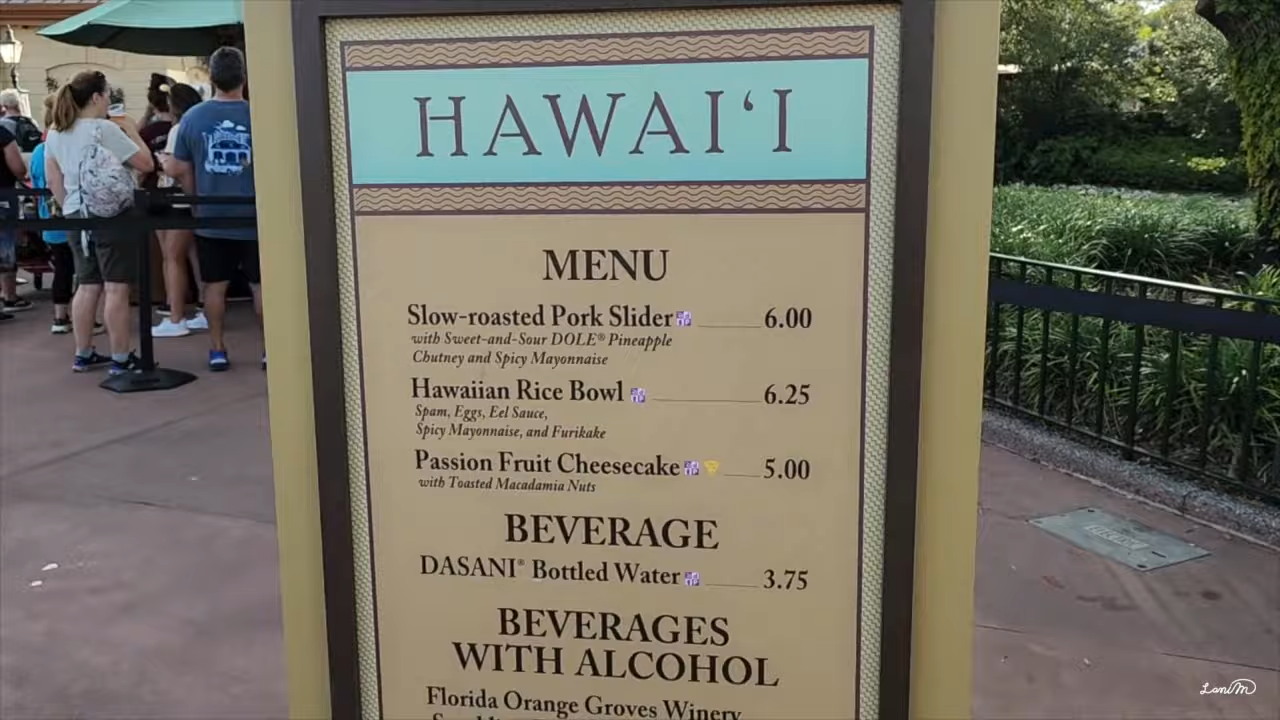 HAWAIʻI
MENU
Slow-roasted Pork Slider 6.00
with Sweet-and-Sour DOLE® Pineapple
Chutney and Spicy Mayonnaise
Hawaiian Rice Bowl 6.25
Spam, Eggs, Eel Sauce,
Spicy Mayonnaise, and Furikake
Passion Fruit Cheesecake 5.00
with Toasted Macadamia Nuts
BEVERAGE
DASANI® Bottled Water 3.75
BEVERAGES
WITH ALCOHOL
Florida Orange Groves Winery
LaniM